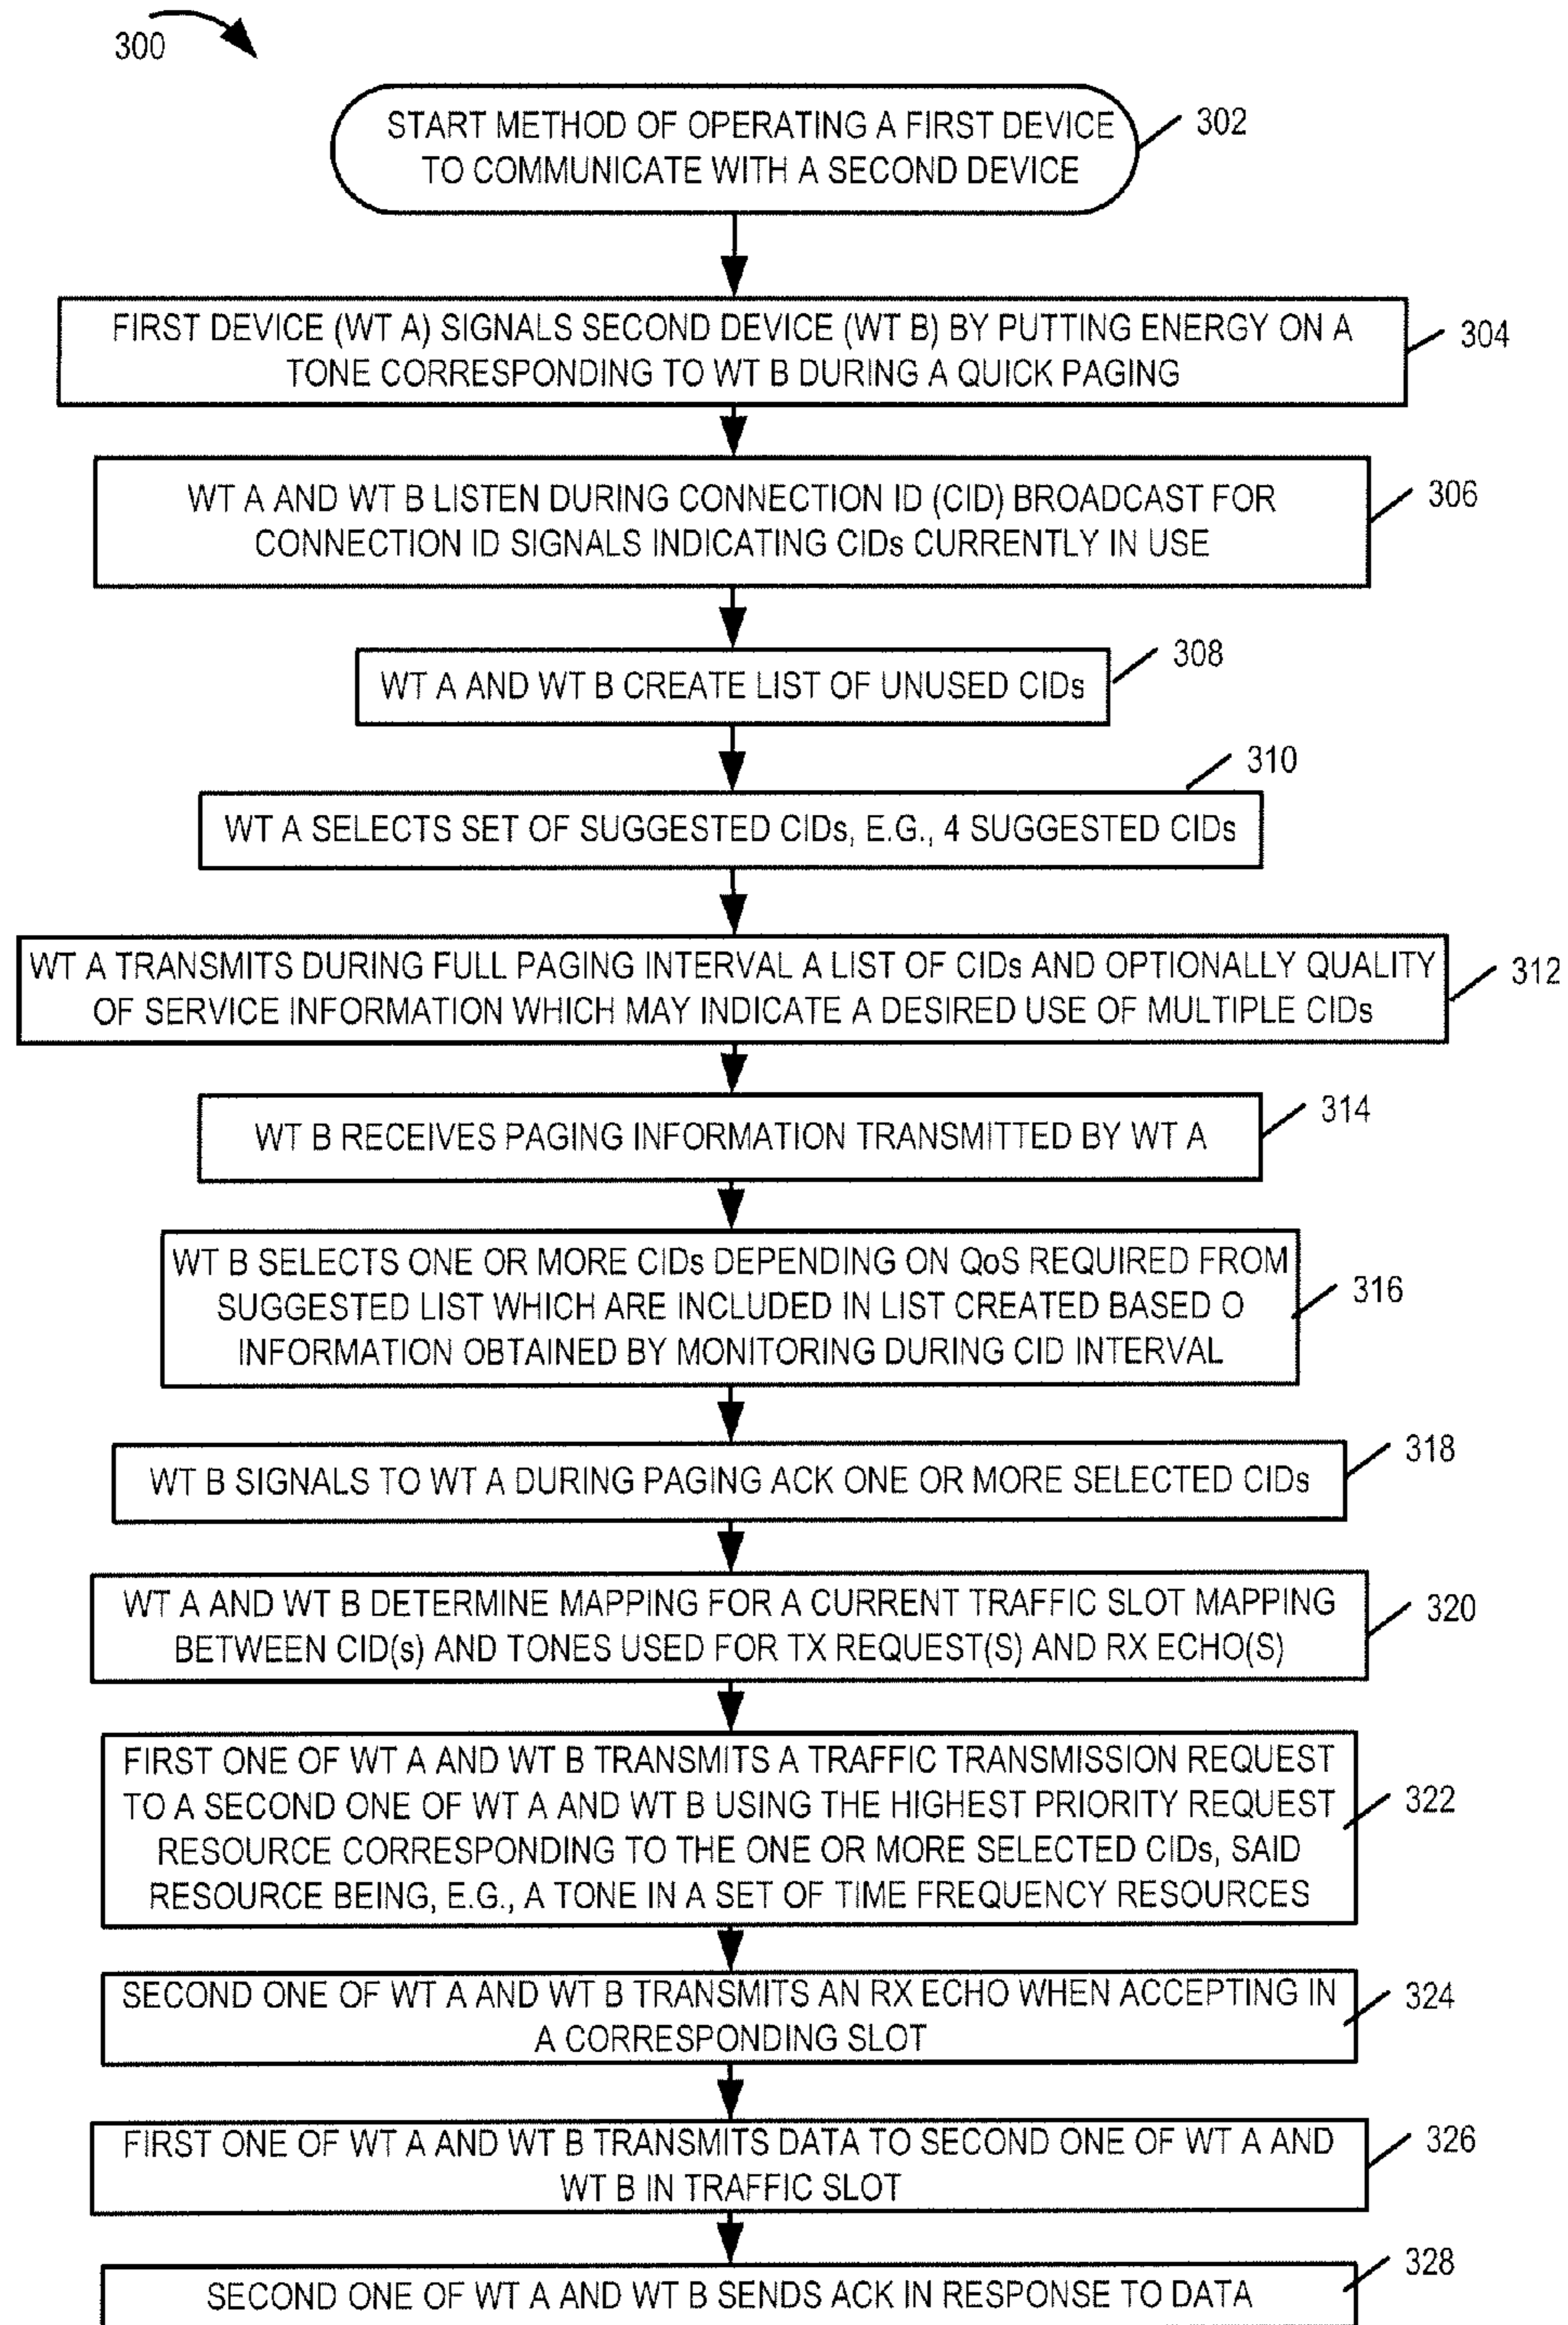 300
START METHOD OF OPERATING A FIRST DEVICE
TO COMMUNICATE WITH A SECOND DEVICE
302
FIRST DEVICE (WT A) SIGNALS SECOND DEVICE (WT B) BY PUTTING ENERGY ON A
TONE CORRESPONDING TO WT B DURING A QUICK PAGING
304
WT A AND WT B LISTEN DURING CONNECTION ID (CID) BROADCAST FOR
CONNECTION ID SIGNALS INDICATING CIDs CURRENTLY IN USE
306
WT A AND WT B CREATE LIST OF UNUSED CIDs
308
310
WT A SELECTS SET OF SUGGESTED CIDs, E.G., 4 SUGGESTED CIDs
WT A TRANSMITS DURING FULL PAGING INTERVAL A LIST OF CIDs AND OPTIONALLY QUALITY
OF SERVICE INFORMATION WHICH MAY INDICATE A DESIRED USE OF MULTIPLE CIDs
312
WT B RECEIVES PAGING INFORMATION TRANSMITTED BY WT A
314
WT B SELECTS ONE OR MORE CIDs DEPENDING ON QoS REQUIRED FROM
SUGGESTED LIST WHICH ARE INCLUDED IN LIST CREATED BASED O
INFORMATION OBTAINED BY MONITORING DURING CID INTERVAL
316
WT B SIGNALS TO WT A DURING PAGING ACK ONE OR MORE SELECTED CIDs
318
WT A AND WT B DETERMINE MAPPING FOR A CURRENT TRAFFIC SLOT MAPPING
BETWEEN CID(s) AND TONES USED FOR TX REQUEST(S) AND RX ECHO(S)
320
FIRST ONE OF WT A AND WT B TRANSMITS A TRAFFIC TRANSMISSION REQUEST
TO A SECOND ONE OF WT A AND WT B USING THE HIGHEST PRIORITY REQUEST
RESOURCE CORRESPONDING TO THE ONE OR MORE SELECTED CIDs, SAID
RESOURCE BEING, E.G., A TONE IN A SET OF TIME FREQUENCY RESOURCES
322
SECOND ONE OF WT A AND WT B TRANSMITS AN RX ECHO WHEN ACCEPTING IN
A CORRESPONDING SLOT
324
FIRST ONE OF WT A AND WT B TRANSMITS DATA TO SECOND ONE OF WT A AND
WT B IN TRAFFIC SLOT
326
SECOND ONE OF WT A AND WT B SENDS ACK IN RESPONSE TO DATA
328